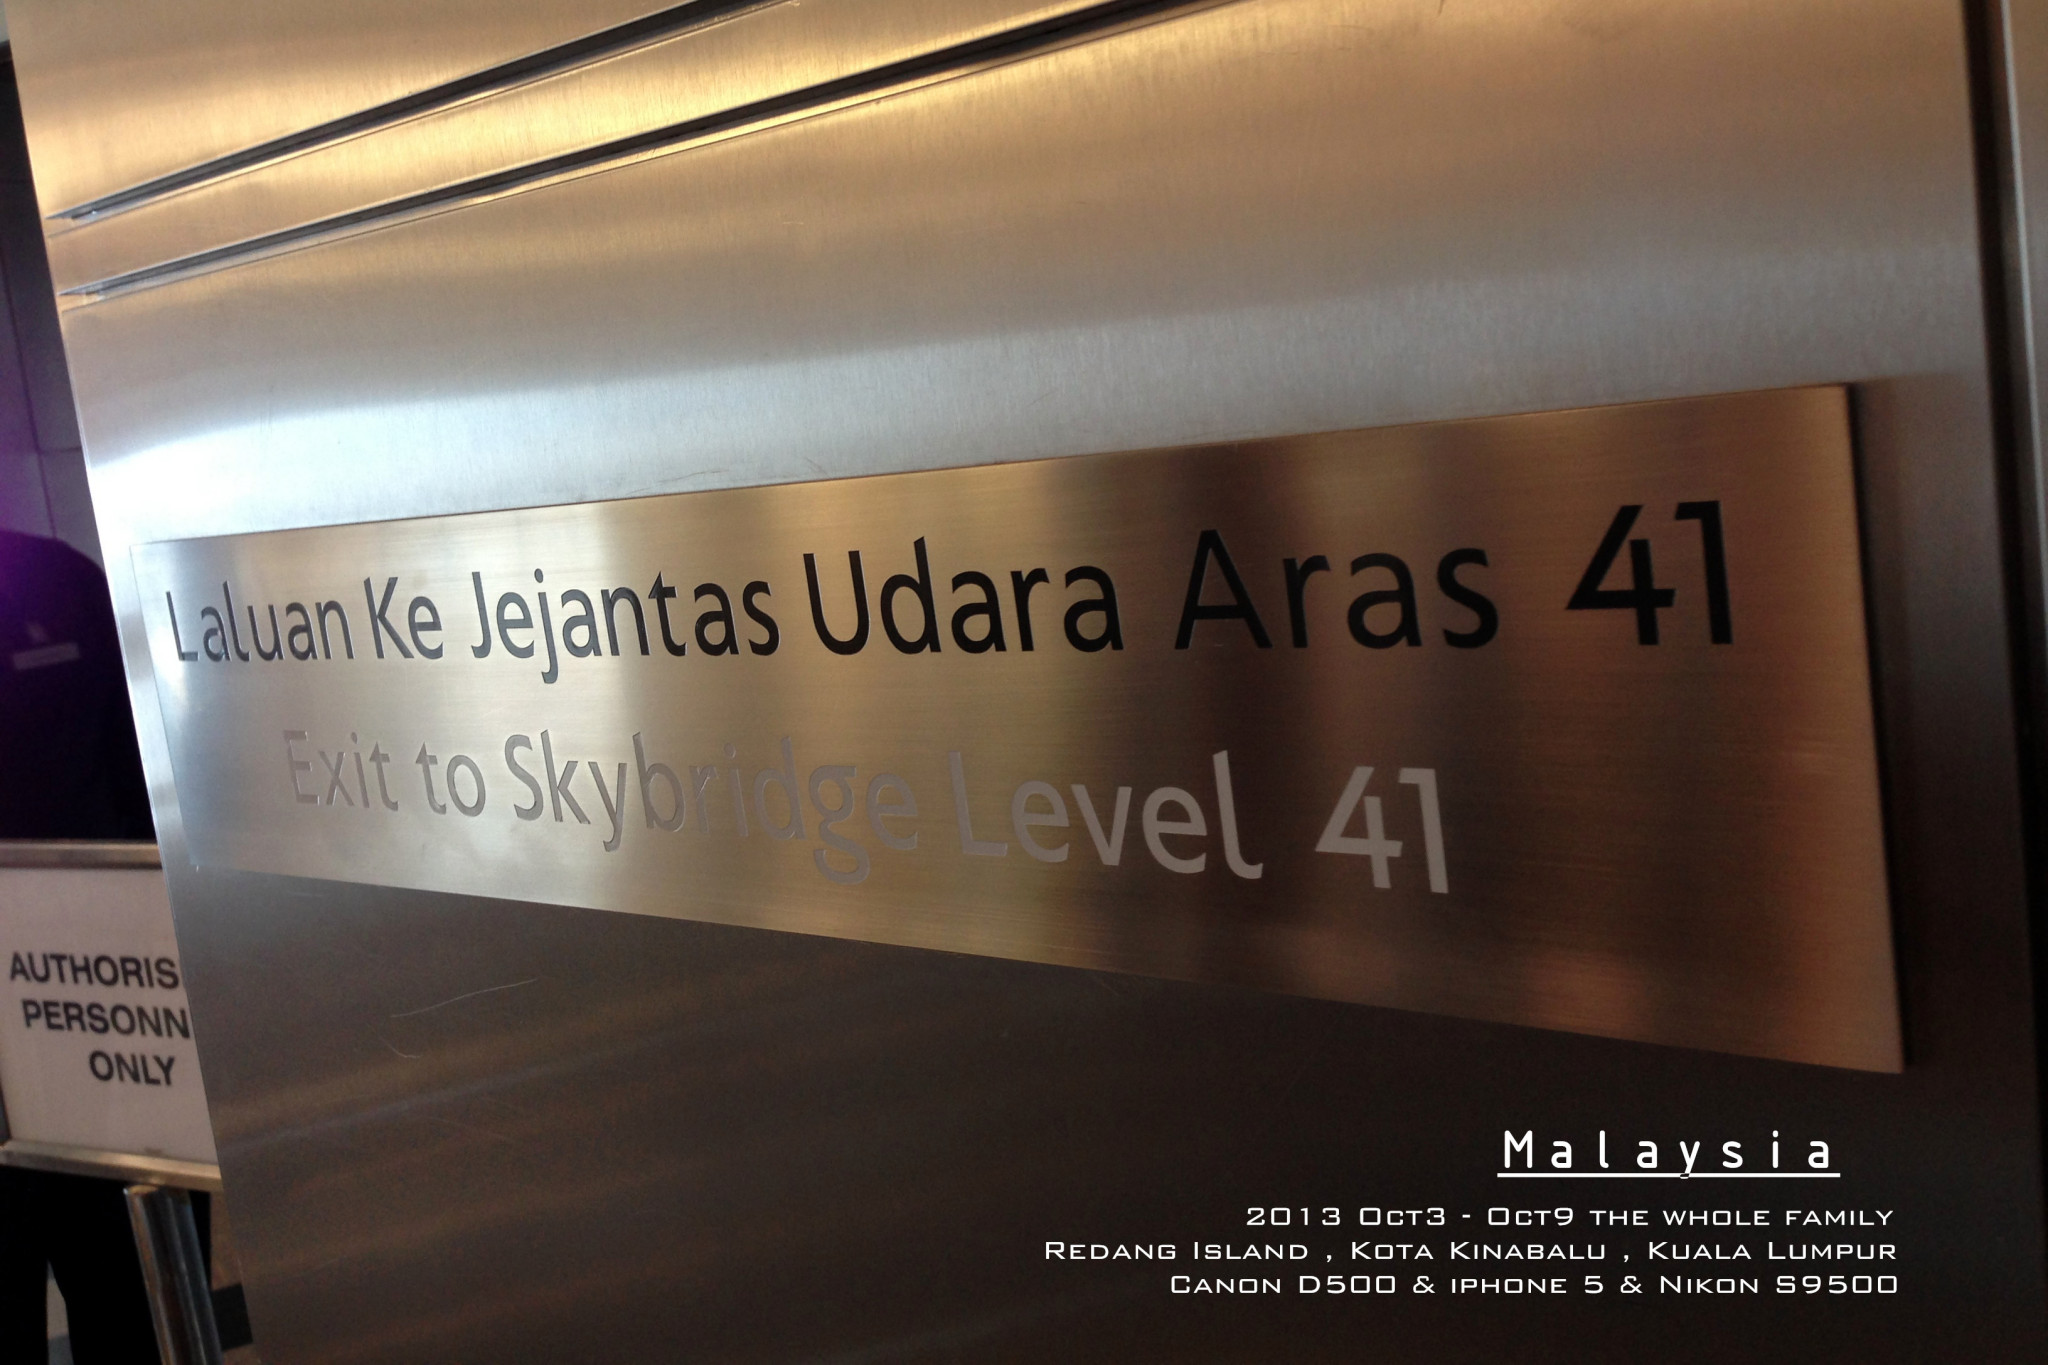 Laluan Ke Jejantas Udara Aras 41
Exit to Skybridge Level 41
AUTHORIS
PERSONN
ONLY
Malaysia
2013 Oct3 - Oct9 the whole family
Redang Island , Kota Kinabalu , Kuala Lumpur
Canon D500 & iphone 5 & Nikon S9500